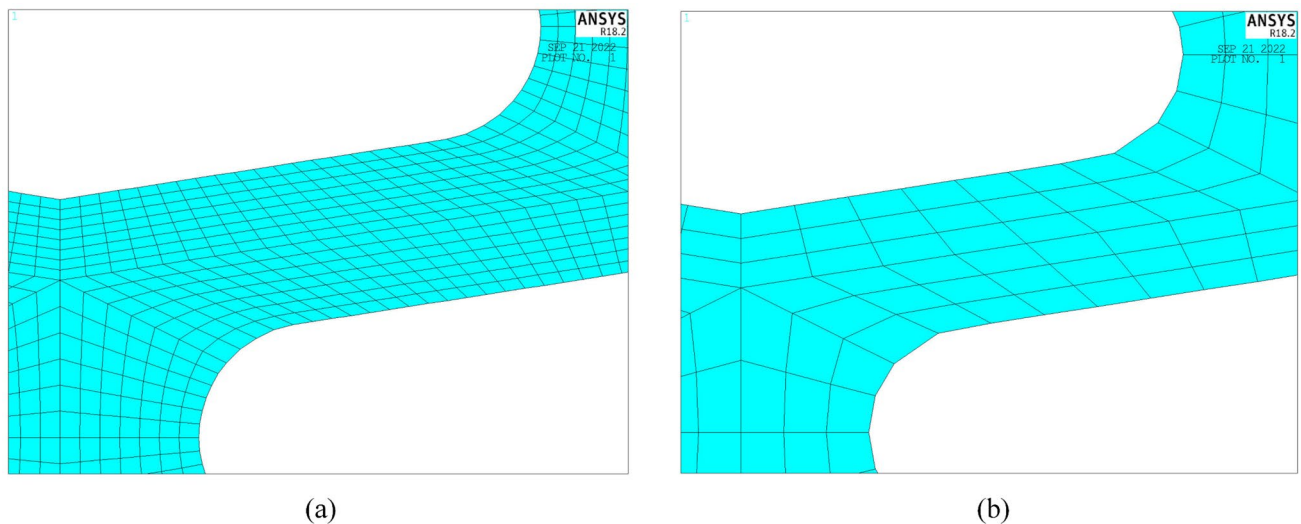 1
ANSYS
R18.2
SEP 21 2022
PLOT NO. 1
1
ANSYS
R18.2
SEP 21 2022
PLOT NO. 1
(a)
(b)